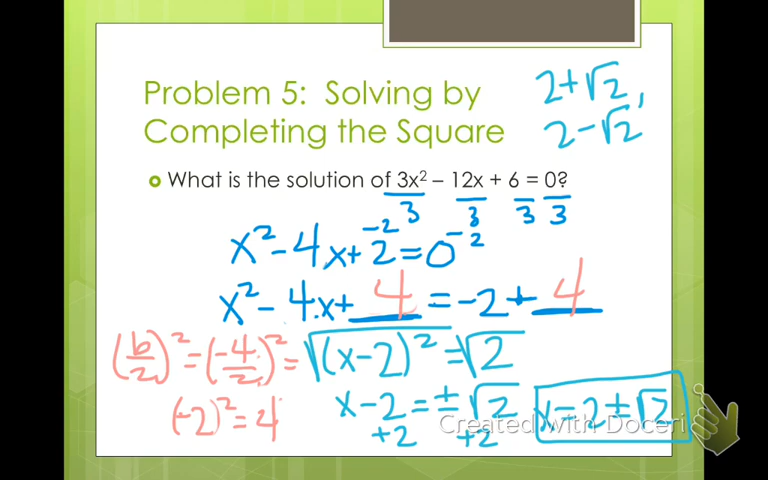 Problem 5: Solving by
Completing the Square
2+√2,
2-√2
What is the solution of 3x² – 12x + 6 = 0?
3 3 3 3
-2 -2
x²-4x+2=0
x²-4x+4=-2+4
(b/2)²=(-4/2)²=
√(x-2)²=√2
(-2)²=4
x-2=±√2
+2 +2
x=2±√2
Created with Doceri